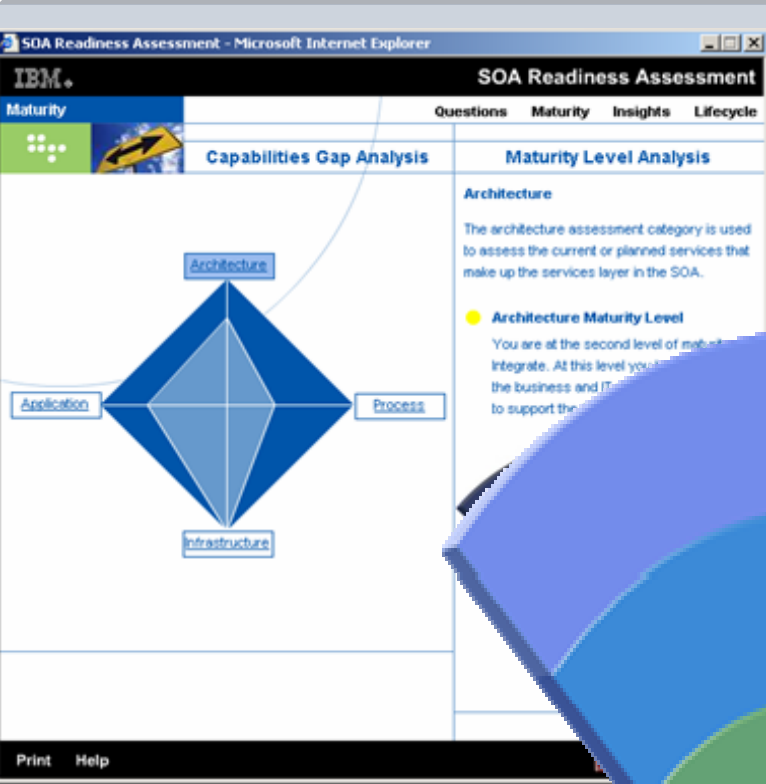 SOA Readiness Assessment - Microsoft Internet Explorer
IBM.
SOA Readiness Assessment
Maturity
Questions Maturity Insights Lifecycle
Capabilities Gap Analysis
Maturity Level Analysis
Architecture
The architecture assessment category is used
to assess the current or planned services that
make up the services layer in the SOA.
Architecture Maturity Level
You are at the second level of
Integrate. At this level
the business and
to support
Architecture
Application
Process
Infrastructure
Print Help